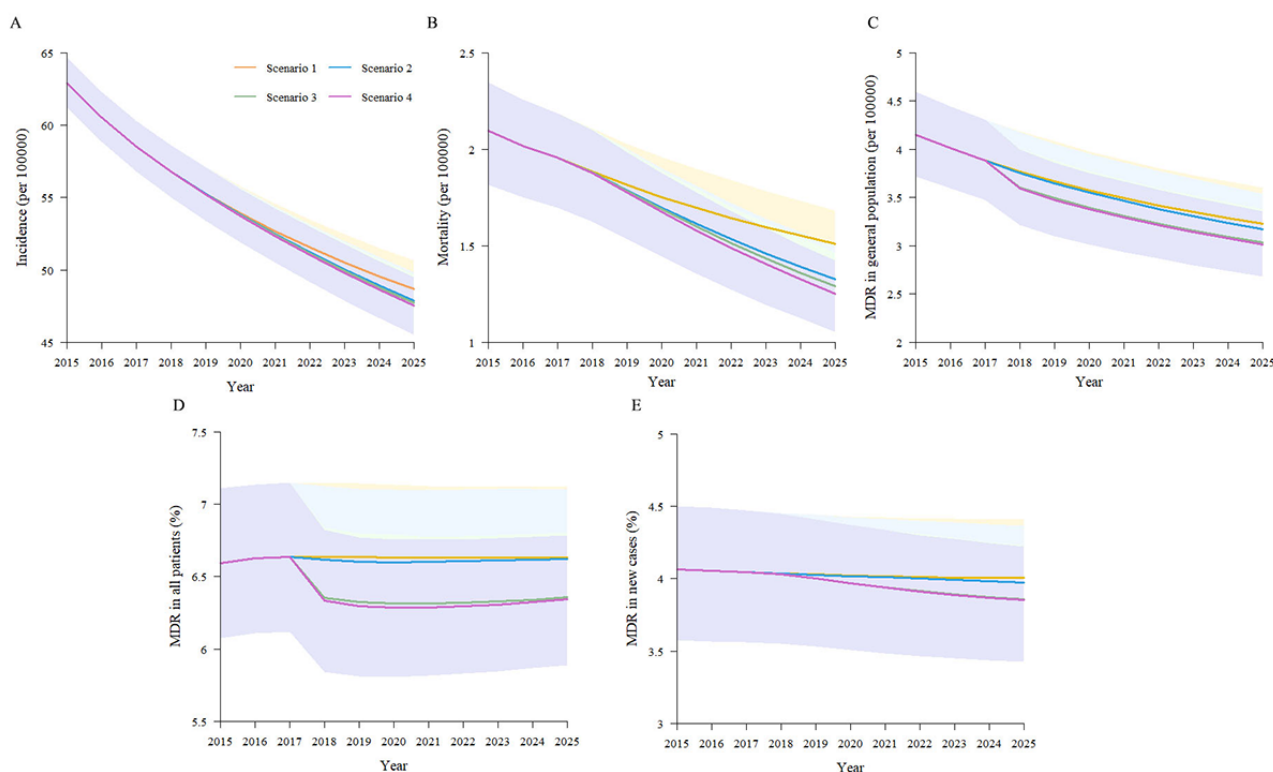 A
Incidence (per 100000)
65
60
55
50
45
Scenario 1
Scenario 2
Scenario 3
Scenario 4
2015 2016 2017 2018 2019 2020 2021 2022 2023 2024 2025
Year
B
Mortality (per 100000)
2.5
2
1.5
1
2015 2016 2017 2018 2019 2020 2021 2022 2023 2024 2025
Year
C
MDR in general population (per 100000)
5
4.5
4
3.5
3
2.5
2
2015 2016 2017 2018 2019 2020 2021 2022 2023 2024 2025
Year
D
MDR in all patients (%)
7.5
7
6.5
6
5.5
2015 2016 2017 2018 2019 2020 2021 2022 2023 2024 2025
Year
E
MDR in new cases (%)
5
4.5
4
3.5
3
2015 2016 2017 2018 2019 2020 2021 2022 2023 2024 2025
Year